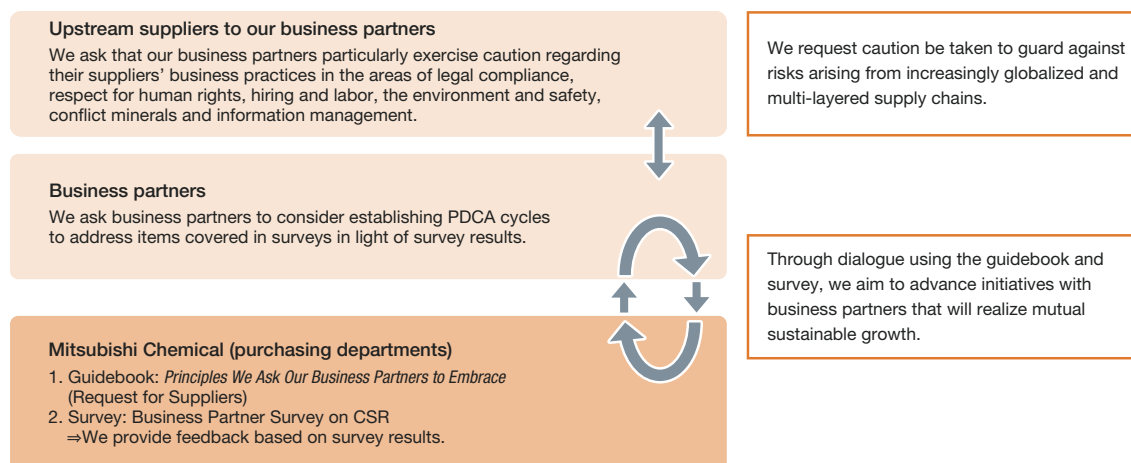 Upstream suppliers to our business partners
We ask that our business partners particularly exercise caution regarding
their suppliers’ business practices in the areas of legal compliance,
respect for human rights, hiring and labor, the environment and safety,
conflict minerals and information management.
We request caution be taken to guard against
risks arising from increasingly globalized and
multi-layered supply chains.
Business partners
We ask business partners to consider establishing PDCA cycles
to address items covered in surveys in light of survey results.
Through dialogue using the guidebook and
survey, we aim to advance initiatives with
business partners that will realize mutual
sustainable growth.
Mitsubishi Chemical (purchasing departments)
1. Guidebook: Principles We Ask Our Business Partners to Embrace
(Request for Suppliers)
2. Survey: Business Partner Survey on CSR
⇒We provide feedback based on survey results.